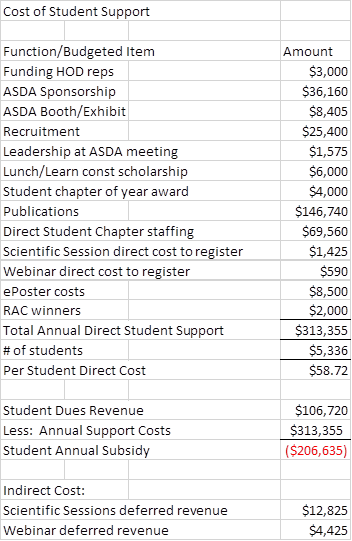 Cost of Student Support
Function/Budgeted Item Amount
Funding HOD reps $3,000
ASDA Sponsorship $36,160
ASDA Booth/Exhibit $8,405
Recruitment $25,400
Leadership at ASDA meeting $1,575
Lunch/Learn const scholarship $6,000
Student chapter of year award $4,000
Publications $146,740
Direct Student Chapter staffing $69,560
Scientific Session direct cost to register $1,425
Webinar direct cost to register $590
ePoster costs $8,500
RAC winners $2,000
Total Annual Direct Student Support $313,355
# of students $5,336
Per Student Direct Cost $58.72
Student Dues Revenue $106,720
Less: Annual Support Costs $313,355
Student Annual Subsidy ($206,635)
Indirect Cost:
Scientific Sessions deferred revenue $12,825
Webinar deferred revenue $4,425